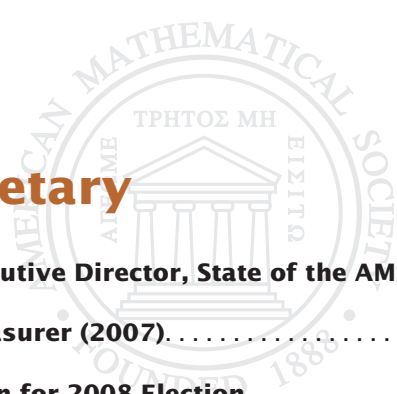 AMERICAN MATHEMATICAL SOCIETY
ΤΡΗΤΟΣ ΜΗ
ΕΙΣΙΤΩ
etary
utive Director, State of the AM
asurer (2007)..................
n for 2008 Election
FOUNDED 1888